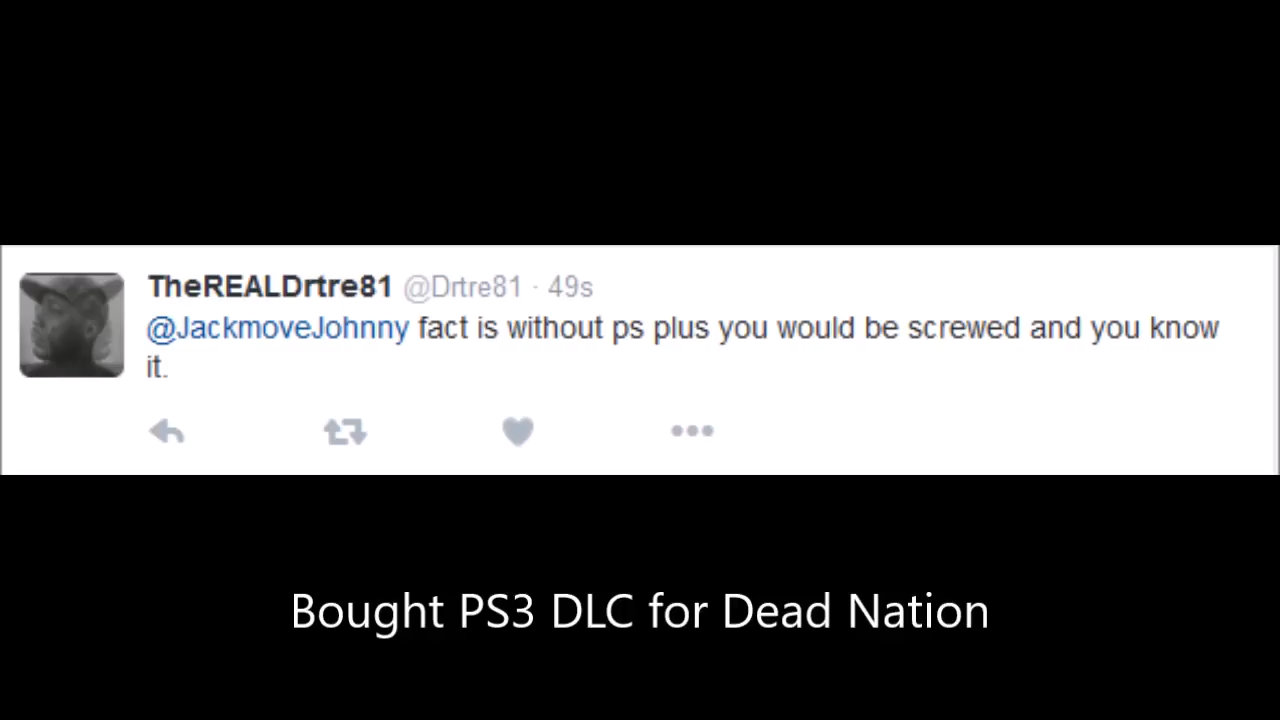 TheREALDrtre81 @Drtre81 · 49s
@JackmoveJohnny fact is without ps plus you would be screwed and you know
it.
Bought PS3 DLC for Dead Nation